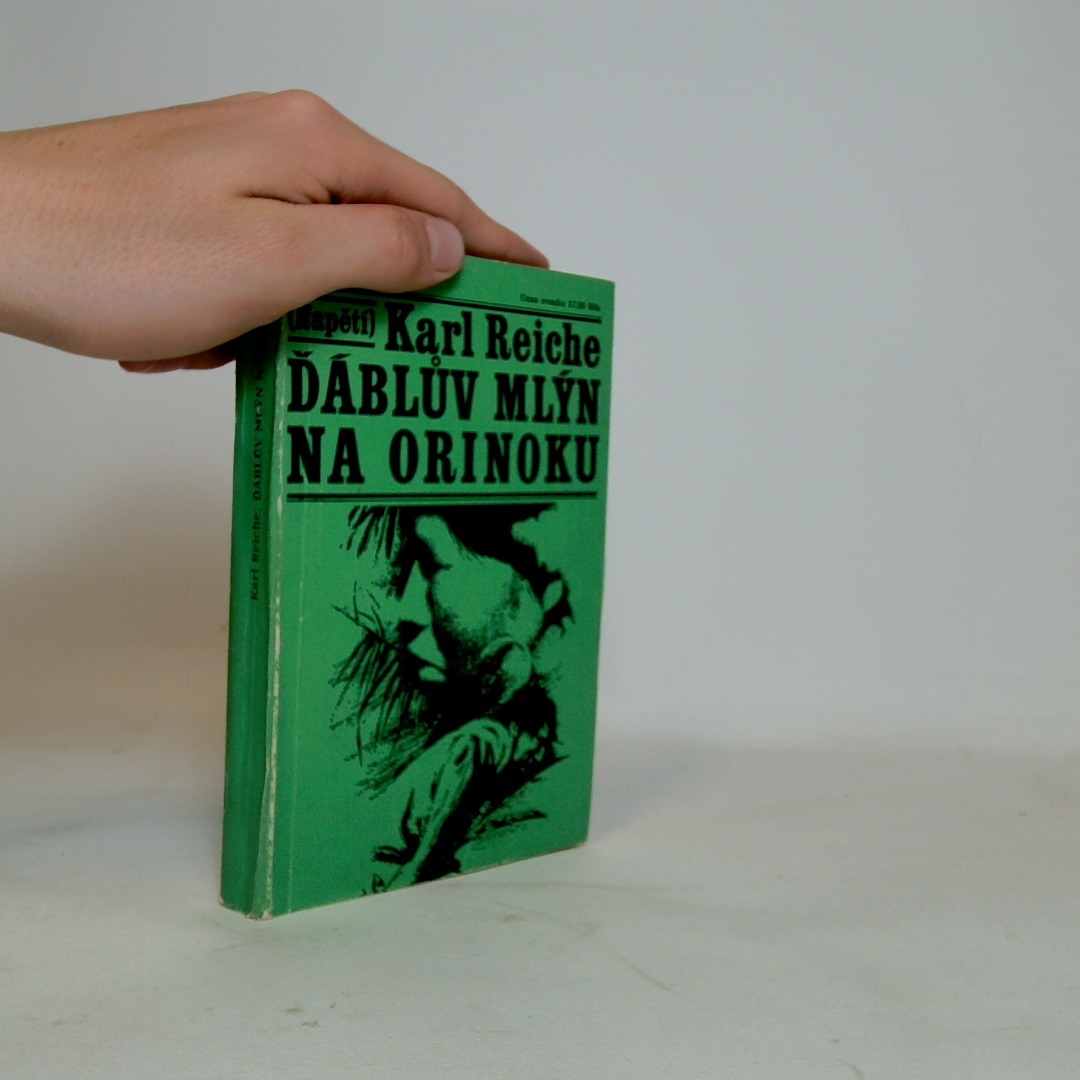 (Napětí) Karl Reiche
ĎÁBLŮV MLÝN
NA ORINOKU
Karl Reiche: ĎÁBLŮV MLÝN